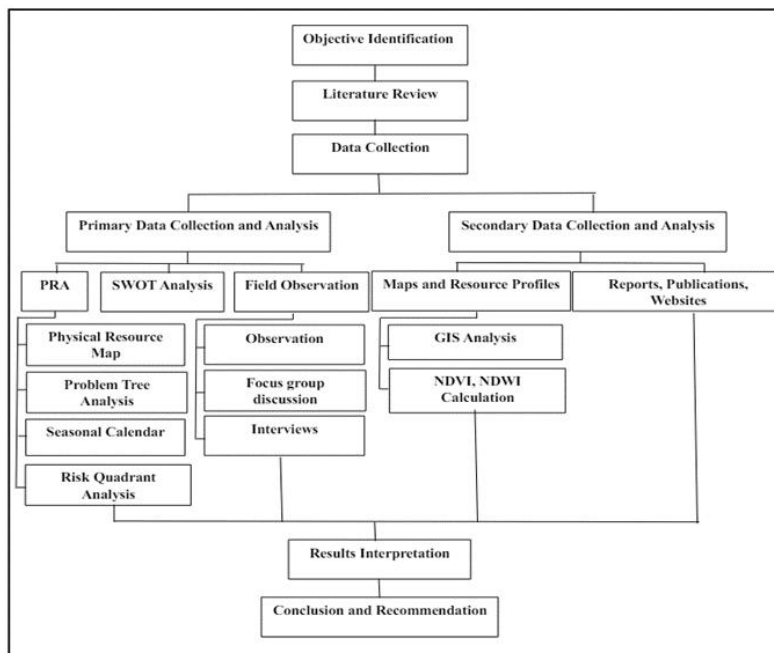 Objective Identification
Literature Review
Data Collection
Primary Data Collection and Analysis
Secondary Data Collection and Analysis
PRA
SWOT Analysis
Field Observation
Maps and Resource Profiles
Reports, Publications,
Websites
Physical Resource
Map
Problem Tree
Analysis
Seasonal Calendar
Risk Quadrant
Analysis
Observation
Focus group
discussion
Interviews
GIS Analysis
NDVI, NDWI
Calculation
Results Interpretation
Conclusion and Recommendation